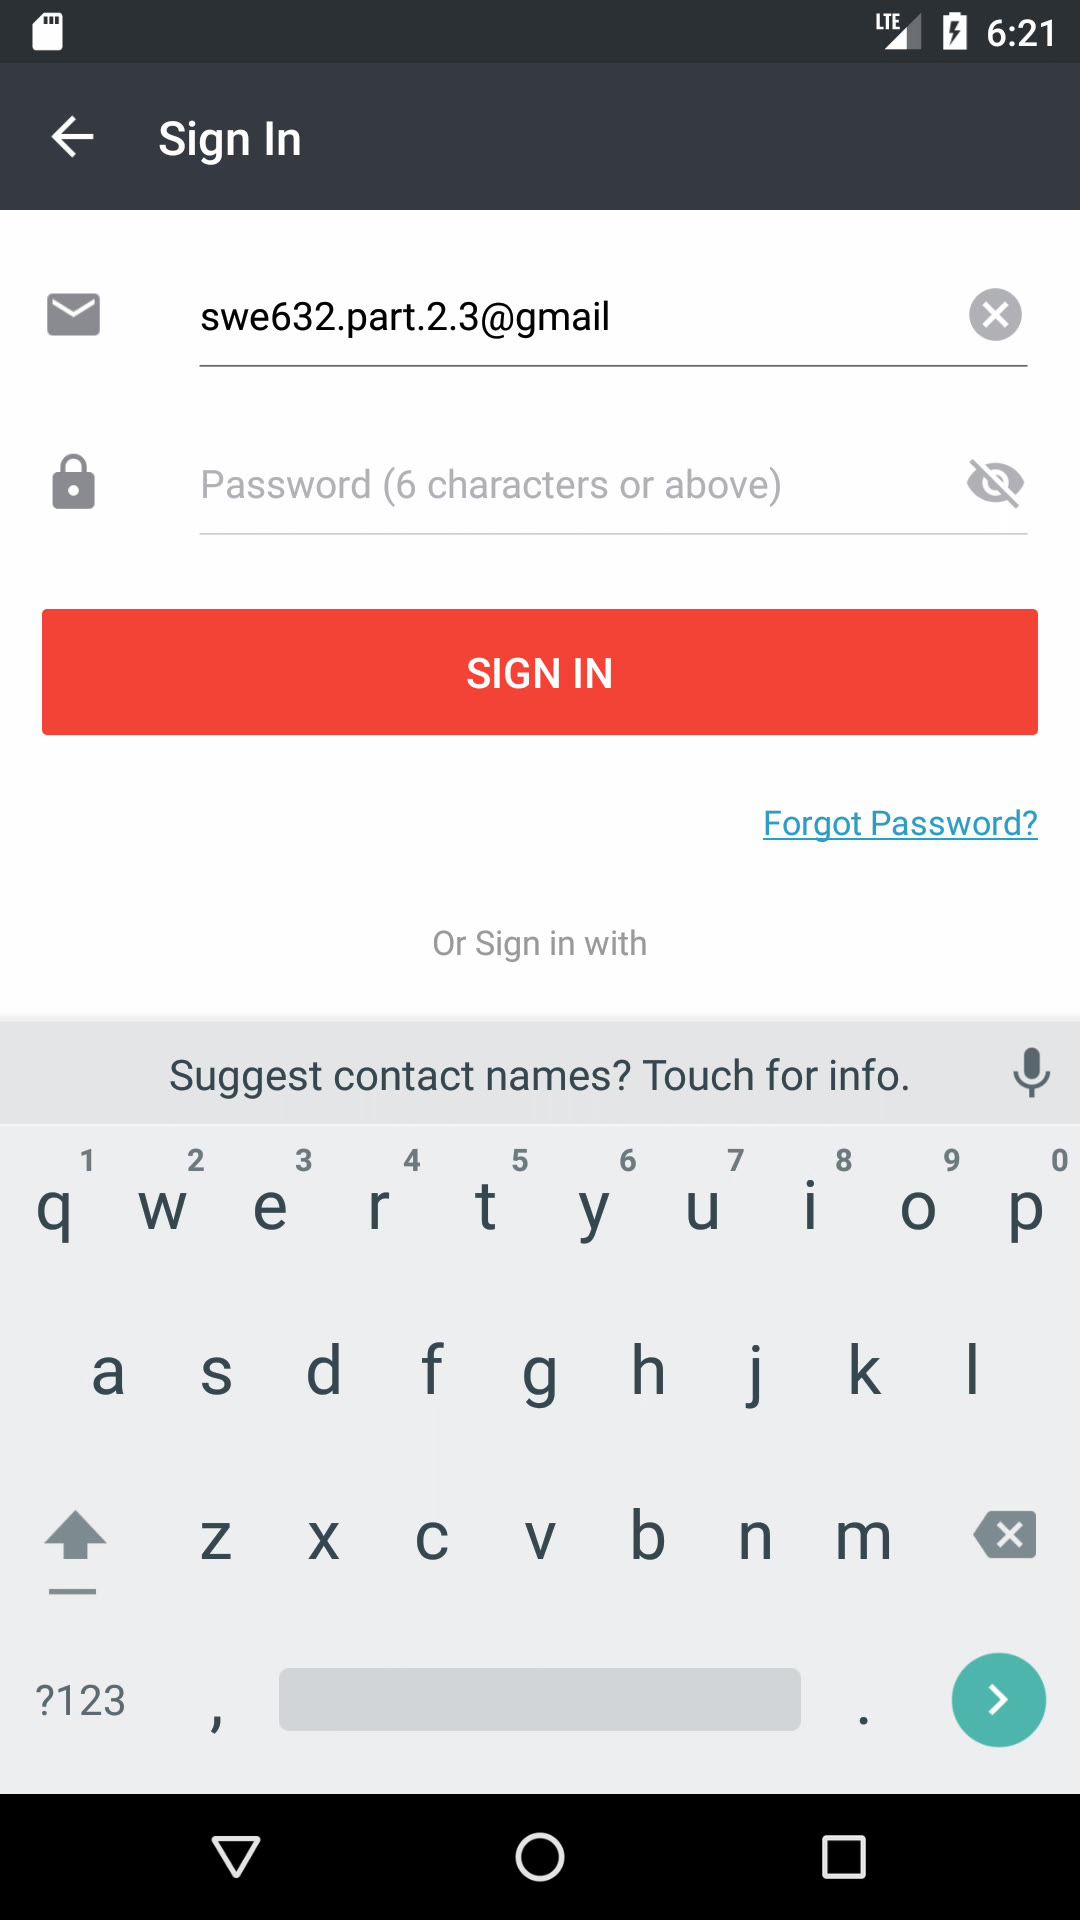 LTE 6:21
Sign In
swe632.part.2.3@gmail
Password (6 characters or above)
SIGN IN
Forgot Password?
Or Sign in with
Suggest contact names? Touch for info.
1 2 3 4 5 6 7 8 9 0
q w e r t y u i o p
a s d f g h j k l
z x c v b n m
?123 , .